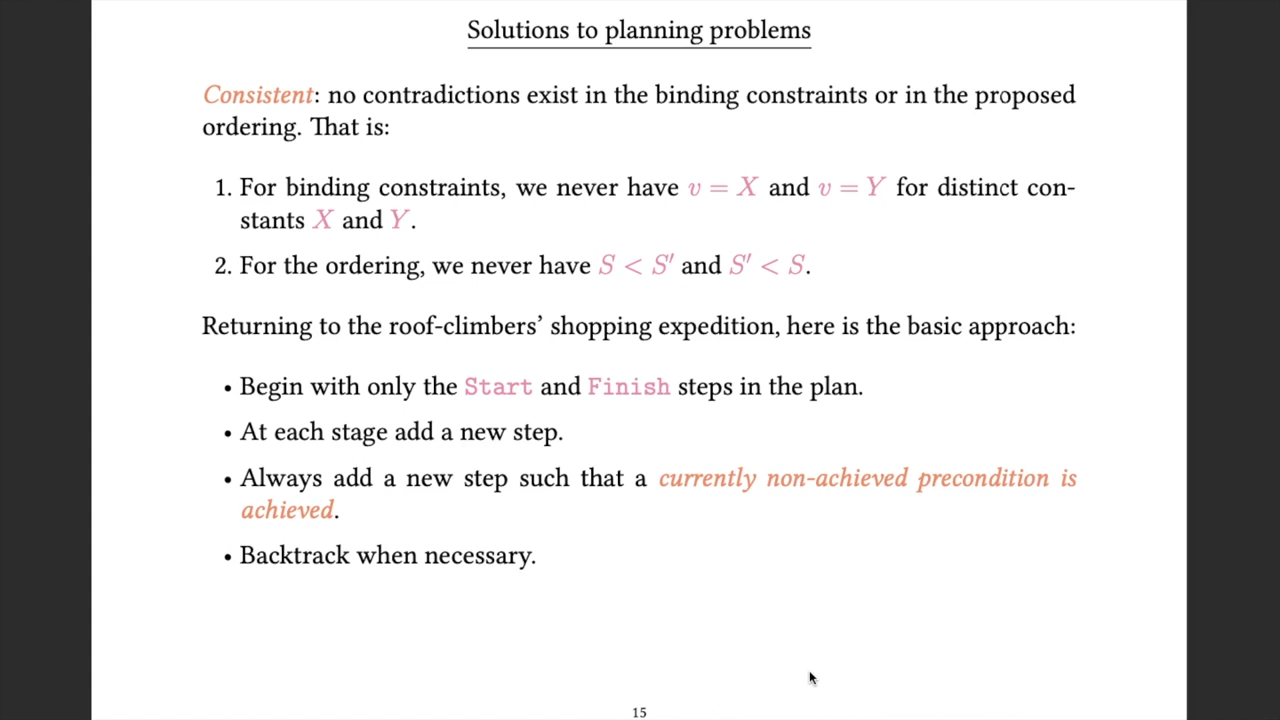 Solutions to planning problems
Consistent: no contradictions exist in the binding constraints or in the proposed
ordering. That is:
1. For binding constraints, we never have v = X and v = Y for distinct con-
stants X and Y.
2. For the ordering, we never have S < S′ and S′ < S.
Returning to the roof-climbers’ shopping expedition, here is the basic approach:
• Begin with only the Start and Finish steps in the plan.
• At each stage add a new step.
• Always add a new step such that a currently non-achieved precondition is
achieved.
• Backtrack when necessary.
15